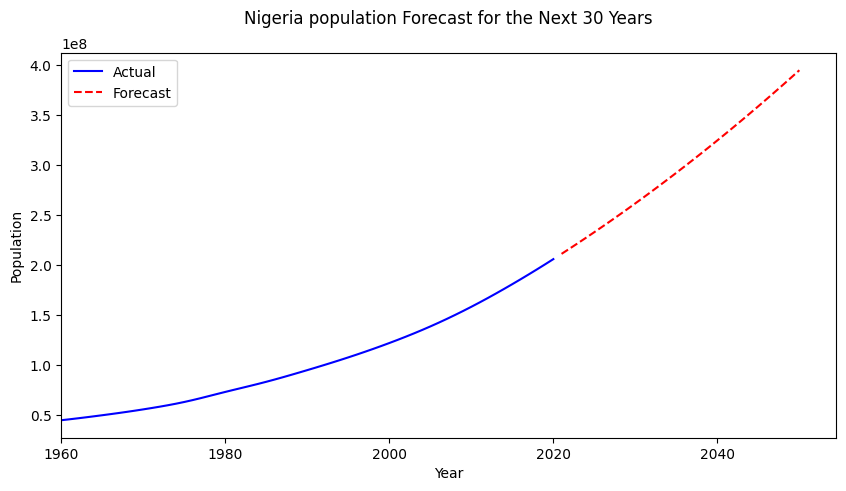 Nigeria population Forecast for the Next 30 Years
1e8
Actual
Forecast
4.0
3.5
3.0
2.5
2.0
1.5
1.0
0.5
Population
1960 1980 2000 2020 2040
Year